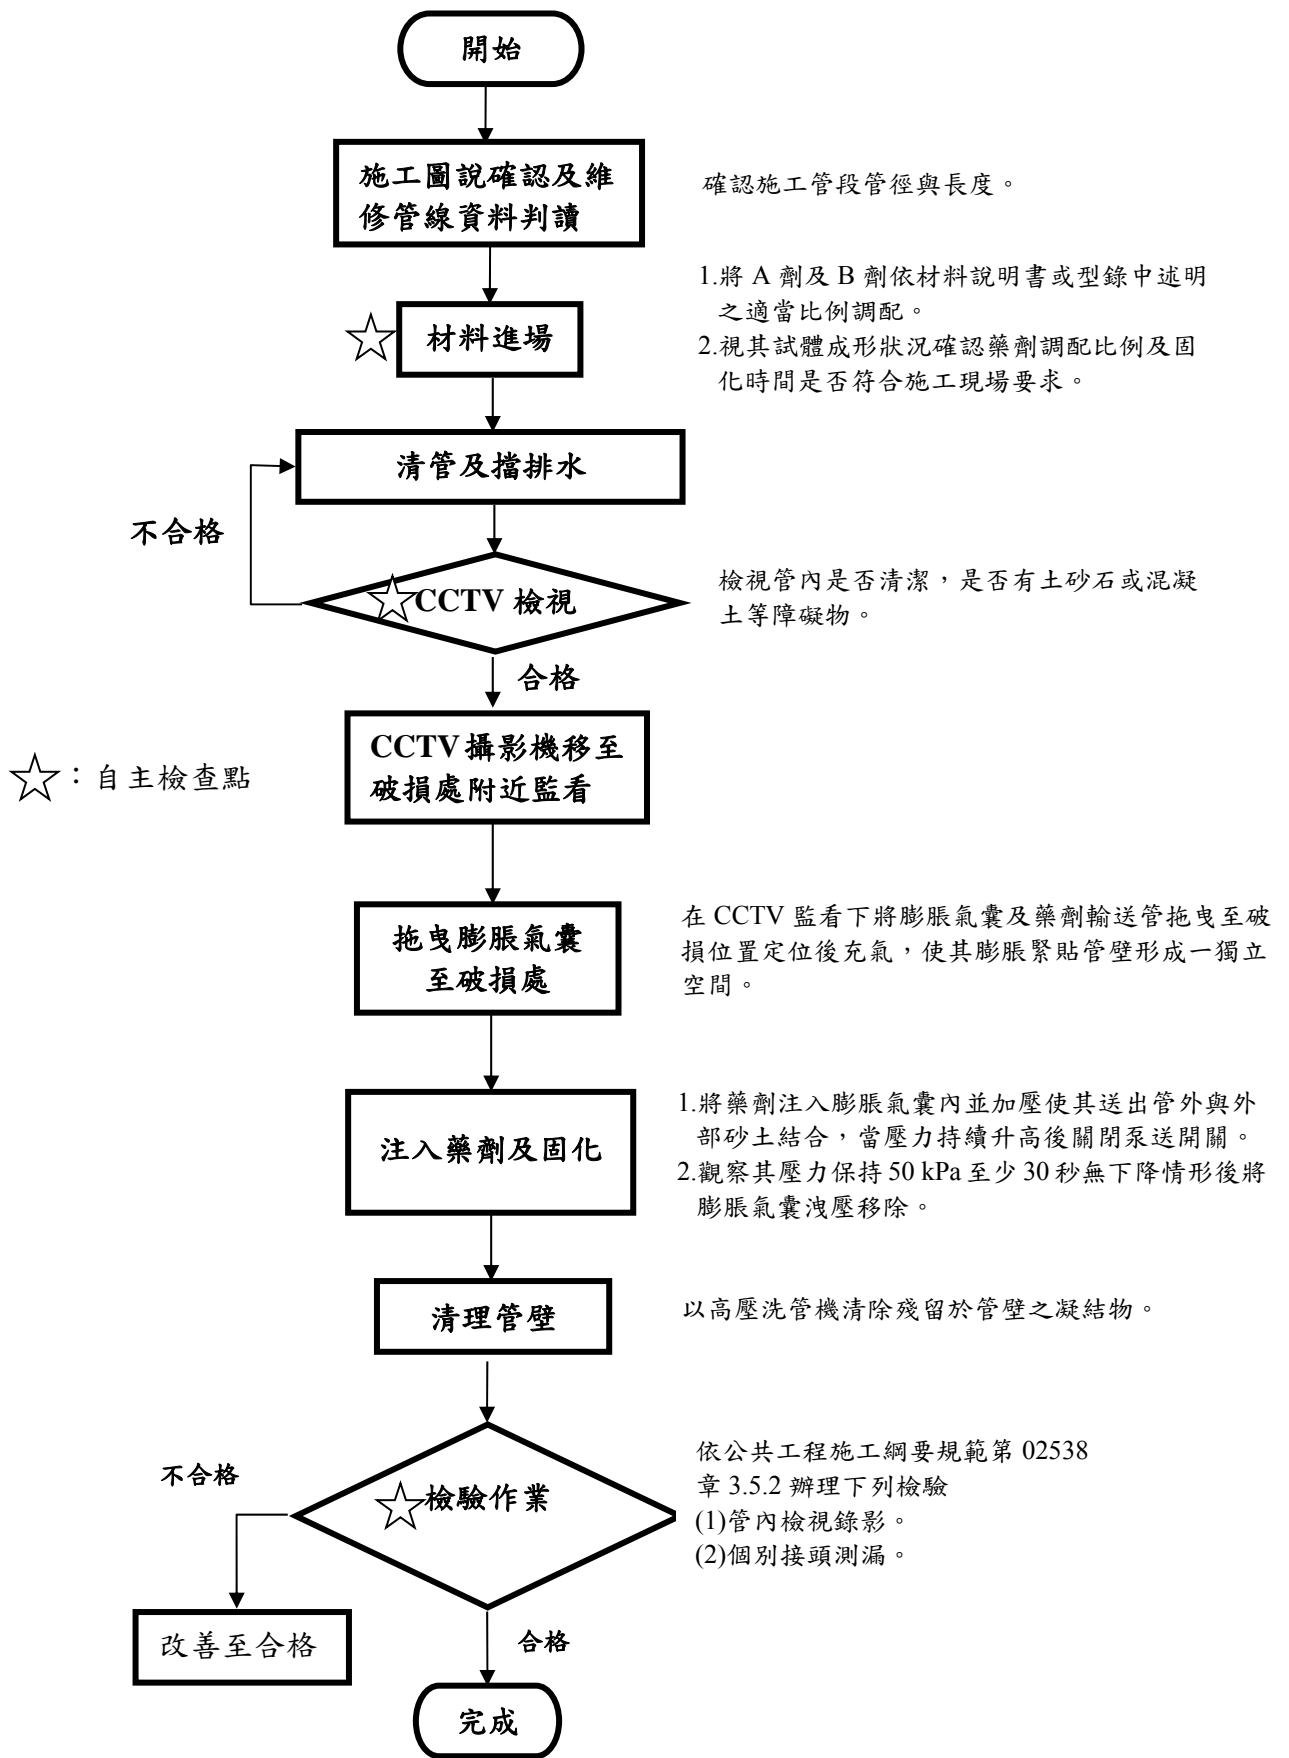 開始
施工圖說確認及維
修管線資料判讀
確認施工管段管徑與長度。
1.將 A 劑及 B 劑依材料說明書或型錄中述明
之適當比例調配。
2.視其試體成形狀況確認藥劑調配比例及固
化時間是否符合施工現場要求。
材料進場
清管及擋排水
不合格
CCTV 檢視
檢視管內是否清潔，是否有土砂石或混凝
土等障礙物。
合格
CCTV 攝影機移至
破損處附近監看
☆：自主檢查點
拖曳膨脹氣囊
至破損處
在 CCTV 監看下將膨脹氣囊及藥劑輸送管拖曳至破
損位置定位後充氣，使其膨脹緊貼管壁形成一獨立
空間。
注入藥劑及固化
1.將藥劑注入膨脹氣囊內並加壓使其送出管外與外
部砂土結合，當壓力持續升高後關閉泵送開關。
2.觀察其壓力保持 50 kPa 至少 30 秒無下降情形後將
膨脹氣囊洩壓移除。
清理管壁
以高壓洗管機清除殘留於管壁之凝結物。
不合格
檢驗作業
依公共工程施工綱要規範第 02538
章 3.5.2 辦理下列檢驗
(1)管內檢視錄影。
(2)個別接頭測漏。
改善至合格
合格
完成